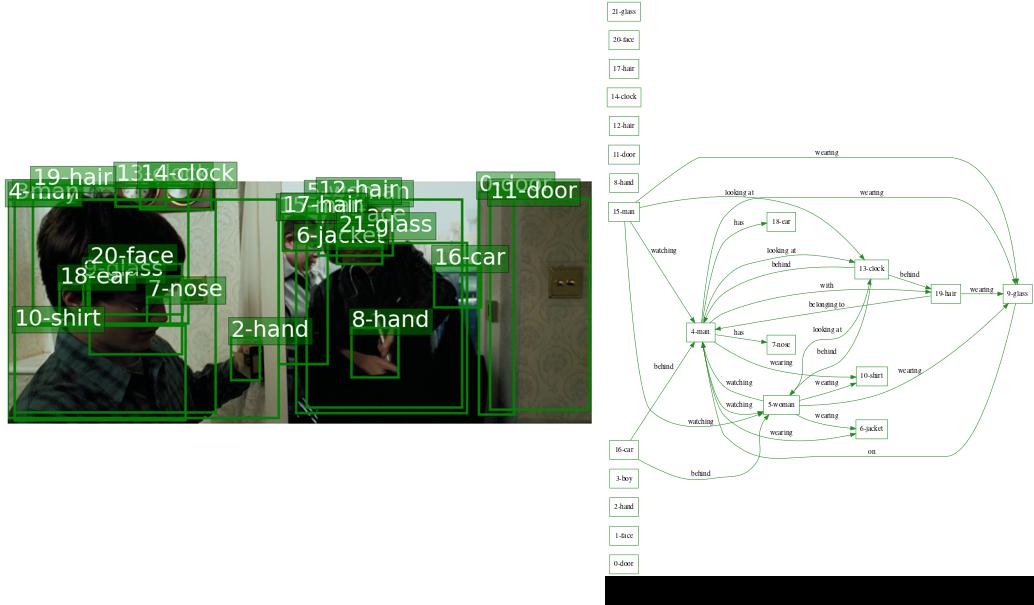 21-glass
20-face
17-hair
14-clock
12-hair
11-door
8-hand
15-man
16-car
3-boy
2-hand
1-face
0-door
wearing
looking at
wearing
has
18-ear
watching
looking at
13-clock
behind
behind
with
19-hair
wearing
9-glass
belonging to
4-man
has
7-nose
looking at
behind
wearing
behind
10-shirt
watching
wearing
wearing
watching
5-woman
wearing
6-jacket
watching
wearing
on
behind
4-man
19-hair
14-clock
12-hair
17-hair
21-glass
6-jacket
11-door
16-car
20-face
18-ear
7-nose
10-shirt
2-hand
8-hand